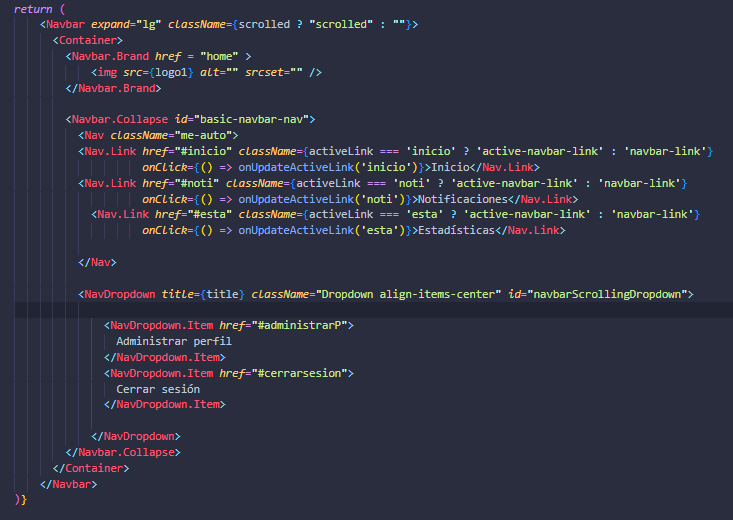 return (
<Navbar expand="lg" className={scrolled ? "scrolled" : ""}>
<Container>
<Navbar.Brand href = "home" >
<img src={logo1} alt="" srcset="" />
</Navbar.Brand>
<Navbar.Collapse id="basic-navbar-nav">
<Nav className="me-auto">
<Nav.Link href="#inicio" className={activeLink === 'inicio' ? 'active-navbar-link' : 'navbar-link'}
onClick={() => onUpdateActiveLink('inicio')}>Inicio</Nav.Link>
<Nav.Link href="#noti" className={activeLink === 'noti' ? 'active-navbar-link' : 'navbar-link'}
onClick={() => onUpdateActiveLink('noti')}>Notificaciones</Nav.Link>
<Nav.Link href="#esta" className={activeLink === 'esta' ? 'active-navbar-link' : 'navbar-link'}
onClick={() => onUpdateActiveLink('esta')}>Estadísticas</Nav.Link>
</Nav>
<NavDropdown title={title} className="Dropdown align-items-center" id="navbarScrollingDropdown">
<NavDropdown.Item href="#administrarP">
Administrar perfil
</NavDropdown.Item>
<NavDropdown.Item href="#cerrarsesion">
Cerrar sesión
</NavDropdown.Item>
</NavDropdown>
</Navbar.Collapse>
</Container>
</Navbar>
)}